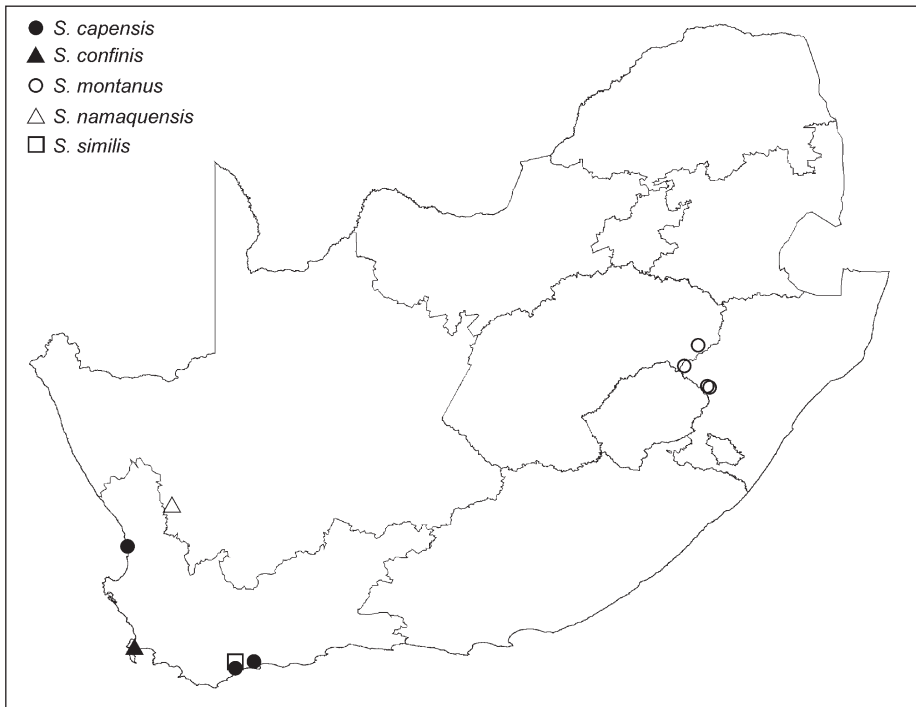 S. capensis
S. confinis
S. montanus
S. namaquensis
S. similis